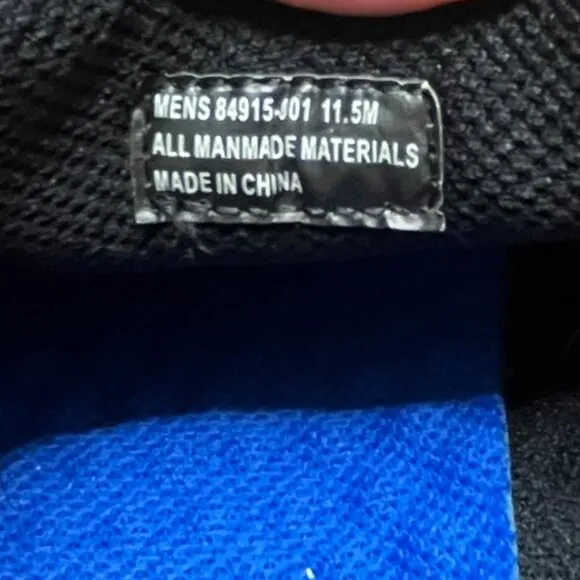 MENS 84915-J01 11.5M
ALL MANMADE MATERIALS
MADE IN CHINA